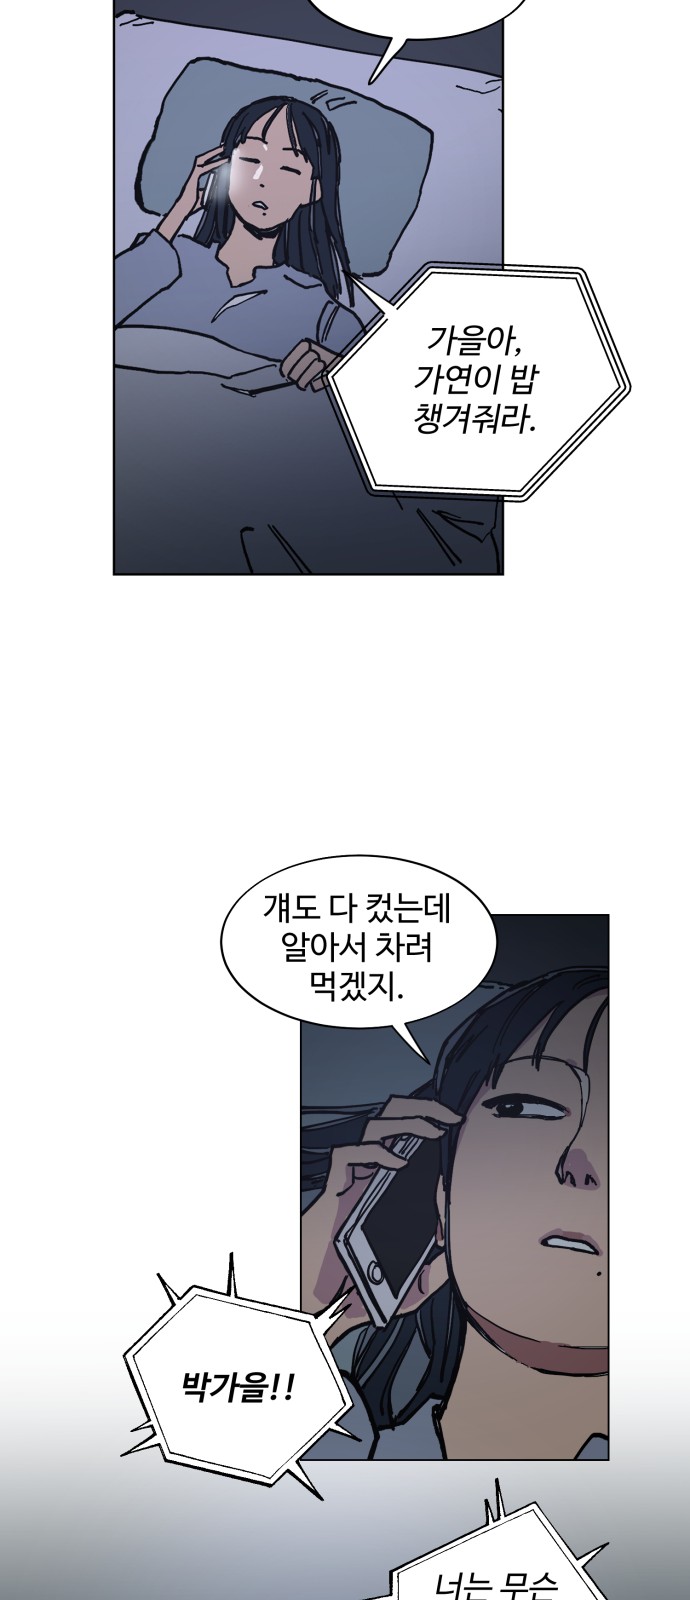 가을아,
가연이 밥
챙겨줘라.
걔도 다 컸는데
알아서 차려
먹겠지.
박가을!!
너는 무슨